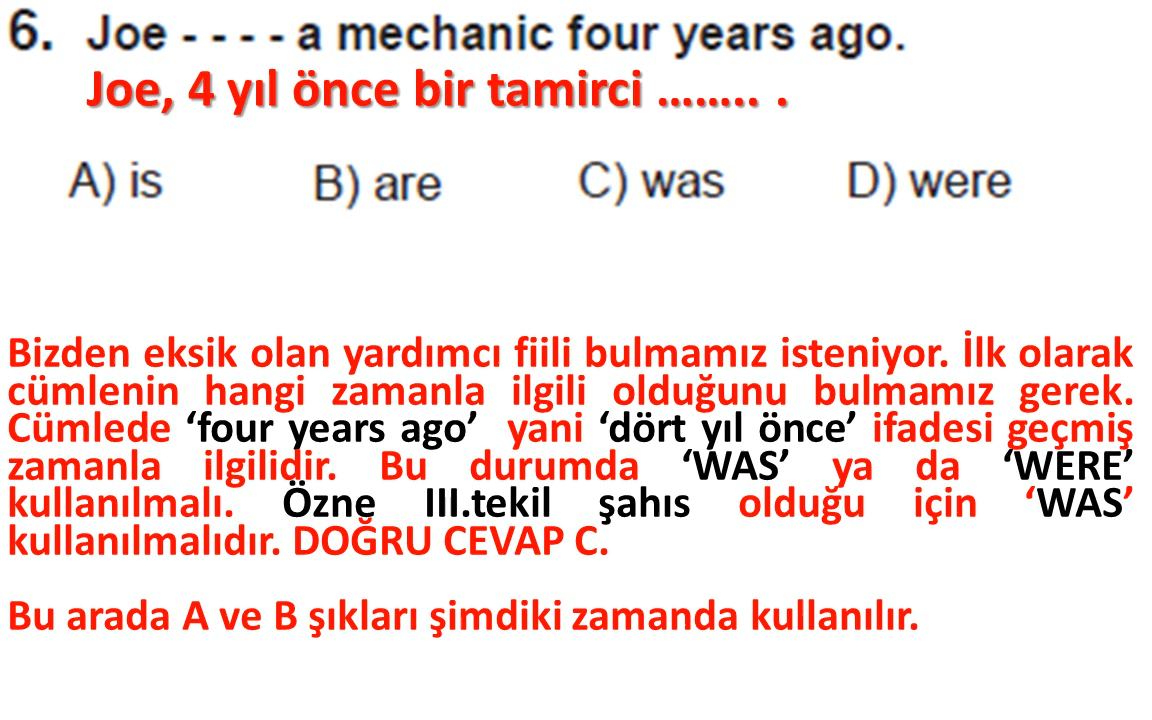 6. Joe - - - - a mechanic four years ago.
Joe, 4 yıl önce bir tamirci …….. .
A) is B) are C) was D) were
Bizden eksik olan yardımcı fiili bulmamız isteniyor. İlk olarak
cümlenin hangi zamanla ilgili olduğunu bulmamız gerek.
Cümlede ‘four years ago’ yani ‘dört yıl önce’ ifadesi geçmiş
zamanla ilgilidir. Bu durumda ‘WAS’ ya da ‘WERE’
kullanılmalı. Özne III.tekil şahıs olduğu için ‘WAS’
kullanılmalıdır. DOĞRU CEVAP C.
Bu arada A ve B şıkları şimdiki zamanda kullanılır.